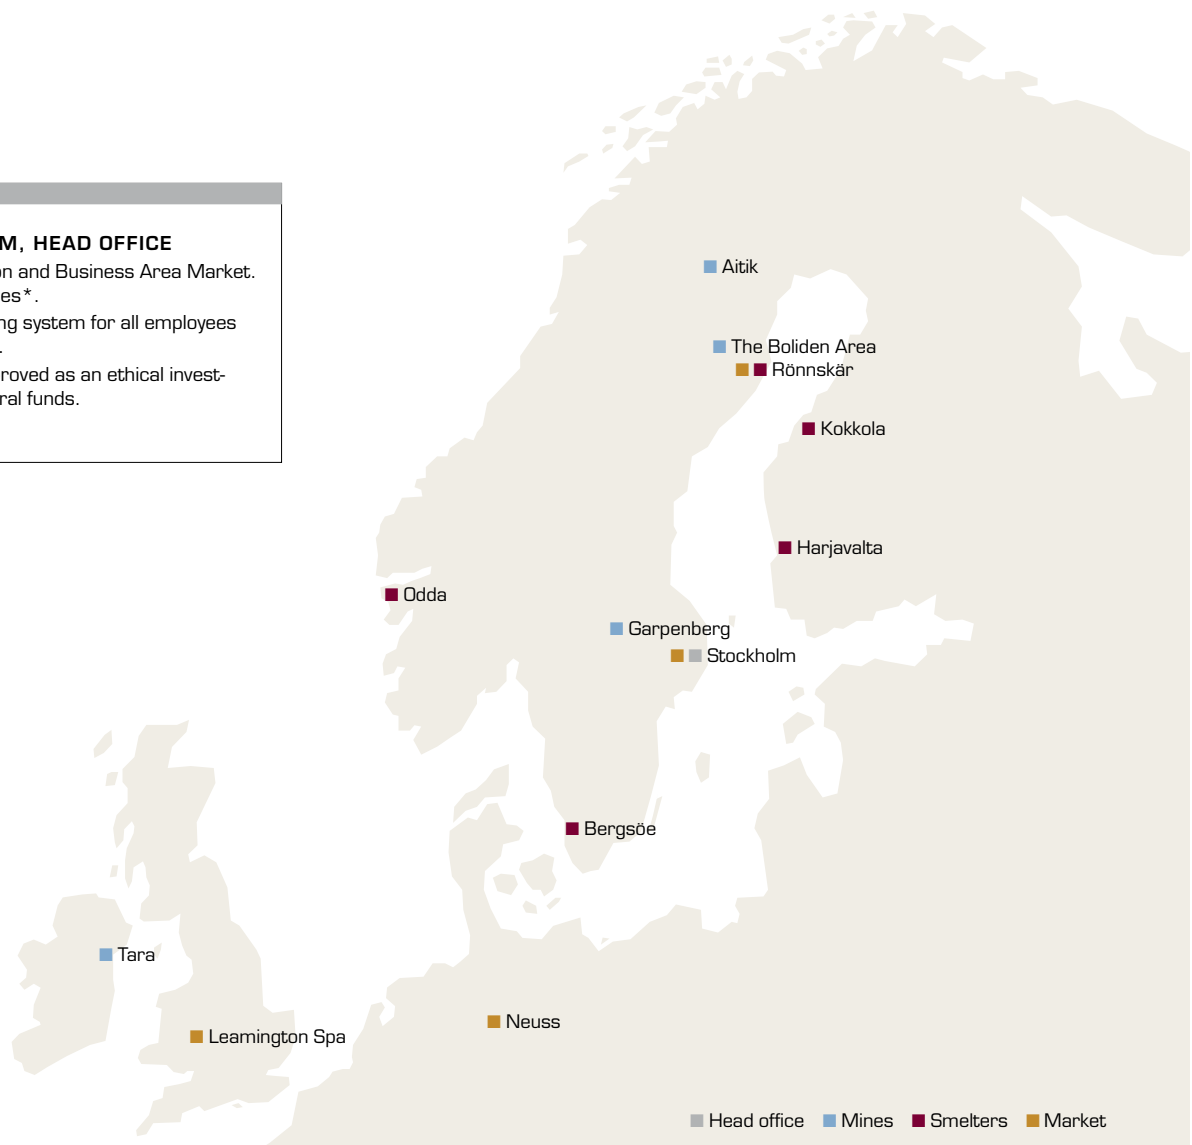 M, HEAD OFFICE
on and Business Area Market.
es*.
ng system for all employees
.
roved as an ethical invest-
ral funds.
Aitik
The Boliden Area
Rönnskär
Kokkola
Harjavalta
Odda
Garpenberg
Stockholm
Bergsöe
Tara
Neuss
Leamington Spa
Head office Mines Smelters Market